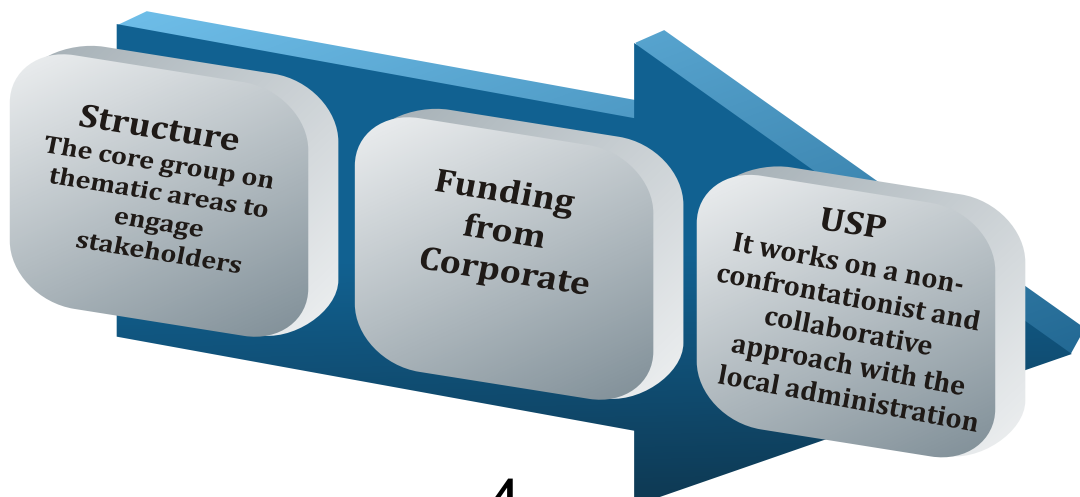 Structure
The core group on
thematic areas to
engage
stakeholders
Funding
from
Corporate
USP
It works on a non-
confrontationist and
collaborative
approach with the
local administration